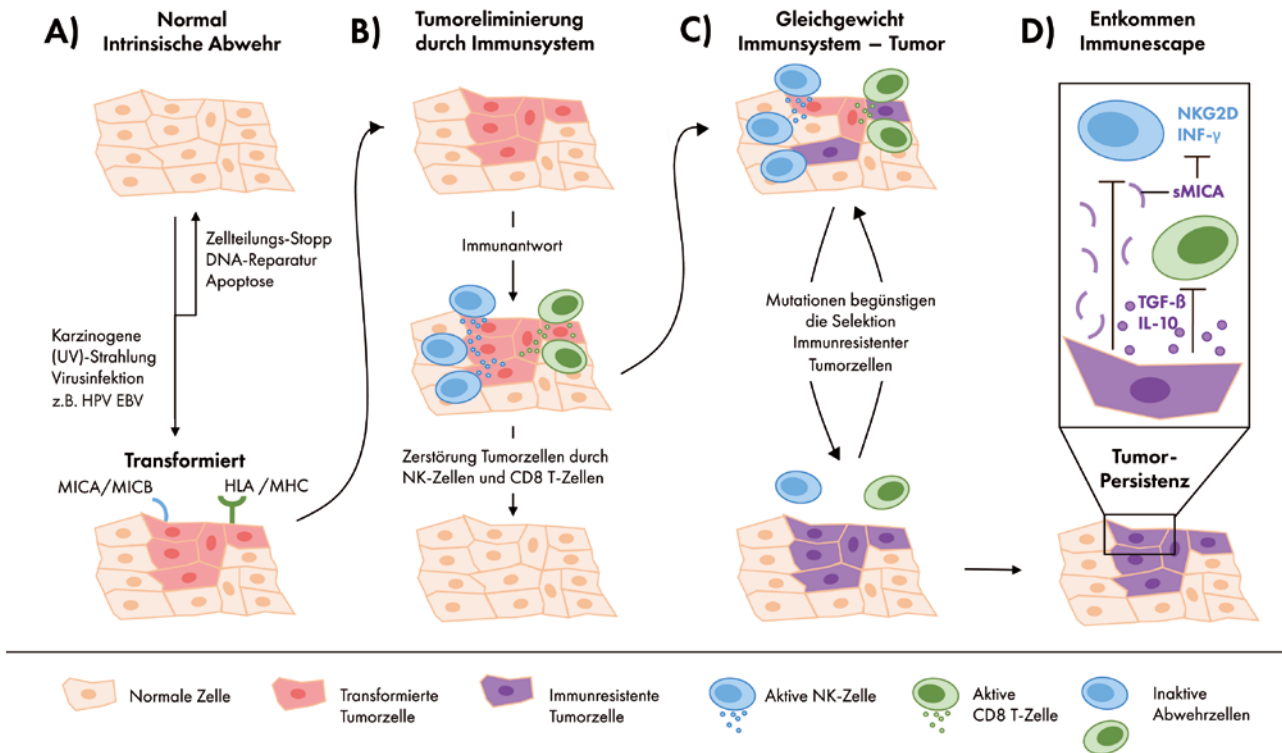 A) Normal
Intrinsische Abwehr
Zellteilungs-Stopp
DNA-Reparatur
Apoptose
Karzinogene
(UV)-Strahlung
Virusinfektion
z.B. HPV EBV
Transformiert
MICA/MICB
HLA /MHC
B) Tumoreliminierung
durch Immunsystem
Immunantwort
Zerstörung Tumorzellen durch
NK-Zellen und CD8 T-Zellen
C) Gleichgewicht
Immunsystem – Tumor
Mutationen begünstigen
die Selektion
Immunresistenter
Tumorzellen
D) Entkommen
Immunescape
NKG2D
INF-γ
sMICA
TGF-ß
IL-10
Tumor-
Persistenz
Normale Zelle
Transformierte
Tumorzelle
Immunresistente
Tumorzelle
Aktive NK-Zelle
Aktive
CD8 T-Zelle
Inaktive
Abwehrzellen